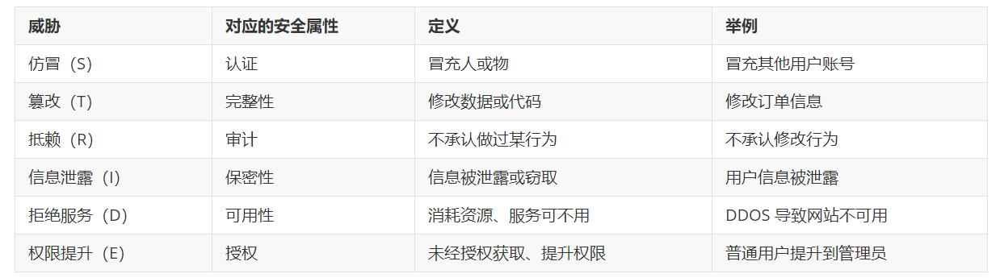 威胁 对应的安全属性 定义 举例
仿冒（S） 认证 冒充人或物 冒充其他用户账号
篡改（T） 完整性 修改数据或代码 修改订单信息
抵赖（R） 审计 不承认做过某行为 不承认修改行为
信息泄露（I） 保密性 信息被泄露或窃取 用户信息被泄露
拒绝服务（D） 可用性 消耗资源、服务可不用 DDOS 导致网站不可用
权限提升（E） 授权 未经授权获取、提升权限 普通用户提升到管理员